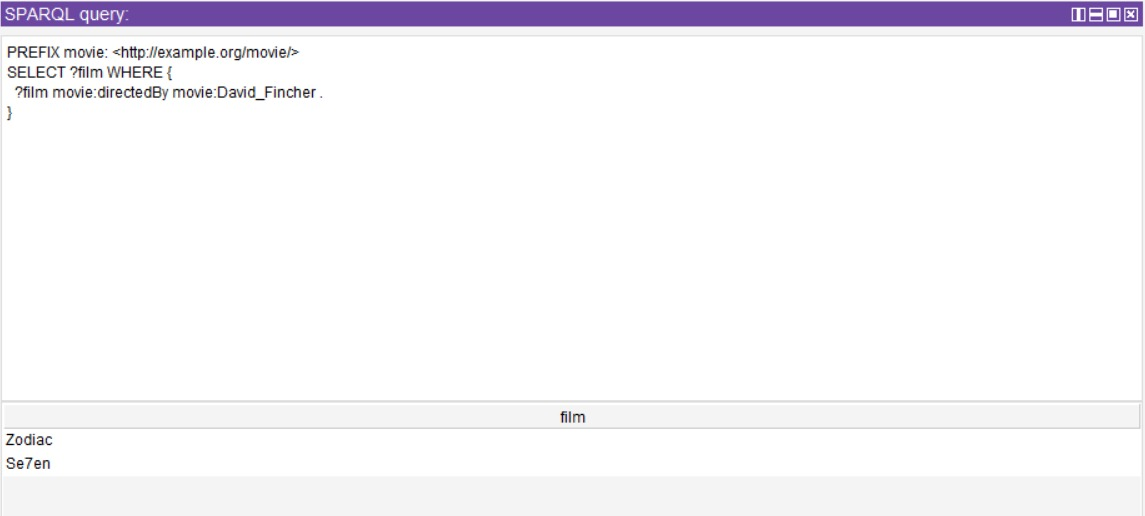 SPARQL query:
PREFIX movie: <http://example.org/movie/>
SELECT ?film WHERE {
  ?film movie:directedBy movie:David_Fincher .
}
film
Zodiac
Se7en